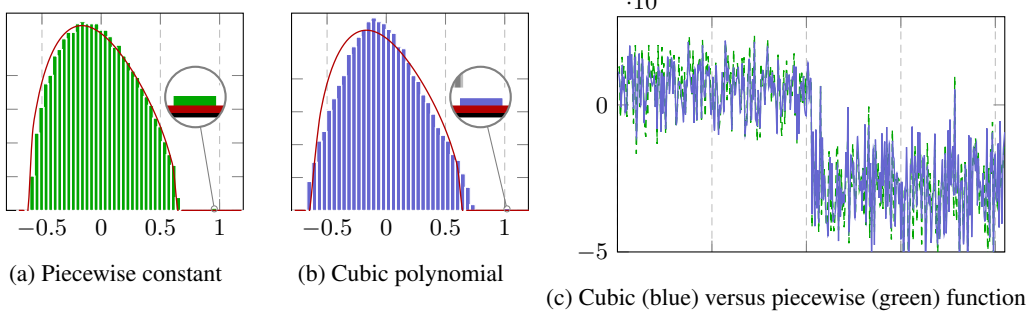 ·10
−0.5 0 0.5 1
(a) Piecewise constant
−0.5 0 0.5 1
(b) Cubic polynomial
0
−5
(c) Cubic (blue) versus piecewise (green) function